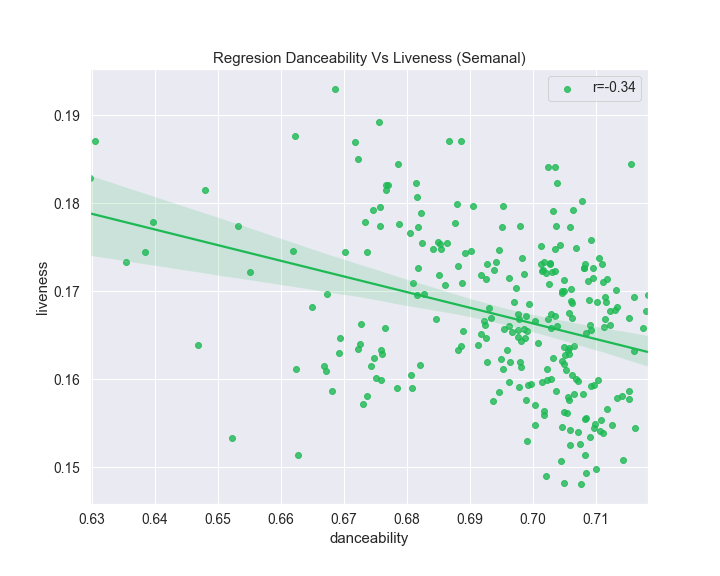 Regresion Danceability Vs Liveness (Semanal)
r=-0.34
0.19
0.18
0.17
0.16
0.15
liveness
0.63 0.64 0.65 0.66 0.67 0.68 0.69 0.70 0.71
danceability